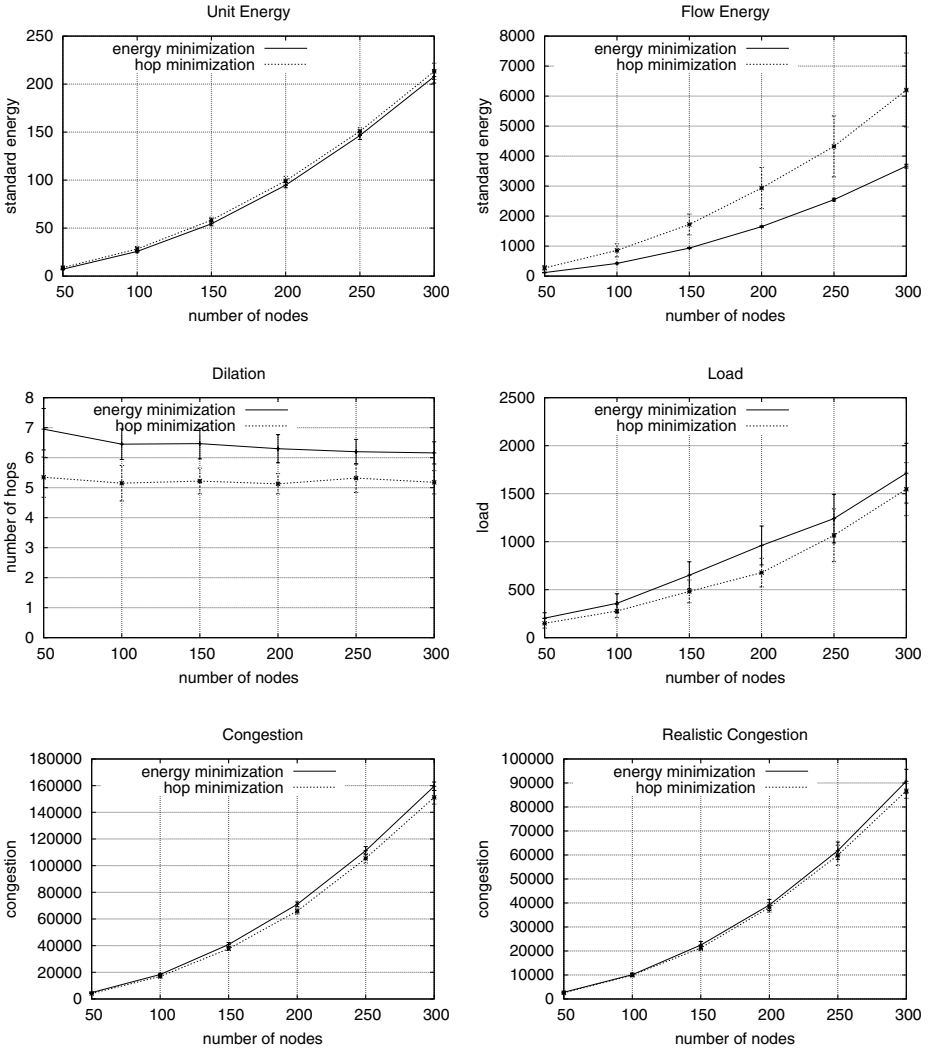 Unit Energy
standard energy
250
200
150
100
50
0
energy minimization
hop minimization
50 100 150 200 250 300
number of nodes
Flow Energy
standard energy
8000
7000
6000
5000
4000
3000
2000
1000
0
energy minimization
hop minimization
50 100 150 200 250 300
number of nodes
Dilation
number of hops
8
7
6
5
4
3
2
1
0
energy minimization
hop minimization
50 100 150 200 250 300
number of nodes
Load
load
2500
2000
1500
1000
500
0
energy minimization
hop minimization
50 100 150 200 250 300
number of nodes
Congestion
congestion
180000
160000
140000
120000
100000
80000
60000
40000
20000
0
energy minimization
hop minimization
50 100 150 200 250 300
number of nodes
Realistic Congestion
congestion
100000
90000
80000
70000
60000
50000
40000
30000
20000
10000
0
energy minimization
hop minimization
50 100 150 200 250 300
number of nodes